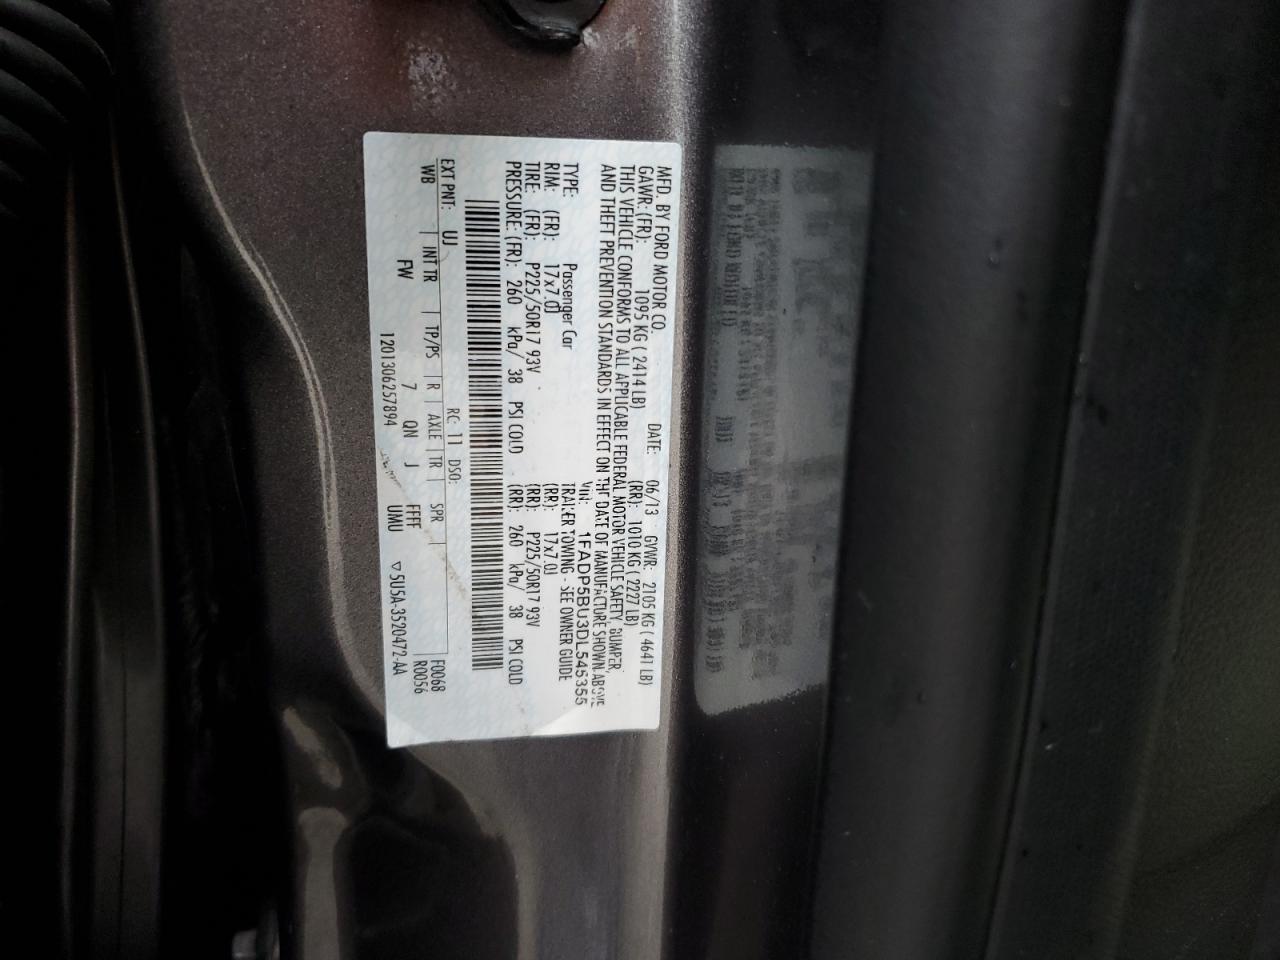 MFD. BY FORD MOTOR CO.
DATE: 06/13 GVWR: 2105 KG ( 4641 LB)
GAWR: (FR): 1095 KG ( 2414 LB) (RR): 1010 KG ( 2227 LB)
THIS VEHICLE CONFORMS TO ALL APPLICABLE FEDERAL MOTOR VEHICLE SAFETY, BUMPER,
AND THEFT PREVENTION STANDARDS IN EFFECT ON THE DATE OF MANUFACTURE SHOWN ABOVE
VIN: 1FADP5BU3DL545355
TYPE: Passenger Car TRAILER TOWING - SEE OWNER GUIDE
RIM: (FR): 17x7.0J (RR): 17x7.0J
TIRE: (FR): P225/50R17 93V (RR): P225/50R17 93V
PRESSURE: (FR): 260 kPa/ 38 PSI COLD (RR): 260 kPa/ 38 PSI COLD
EXT PNT: UJ RC: 11 DSO: F0068
WB INT TR TP/PS R AXLE TR SPR R0056
FW 7 QN J FFFF
1201306257894 UMU ▽5U5A-3520472-AA